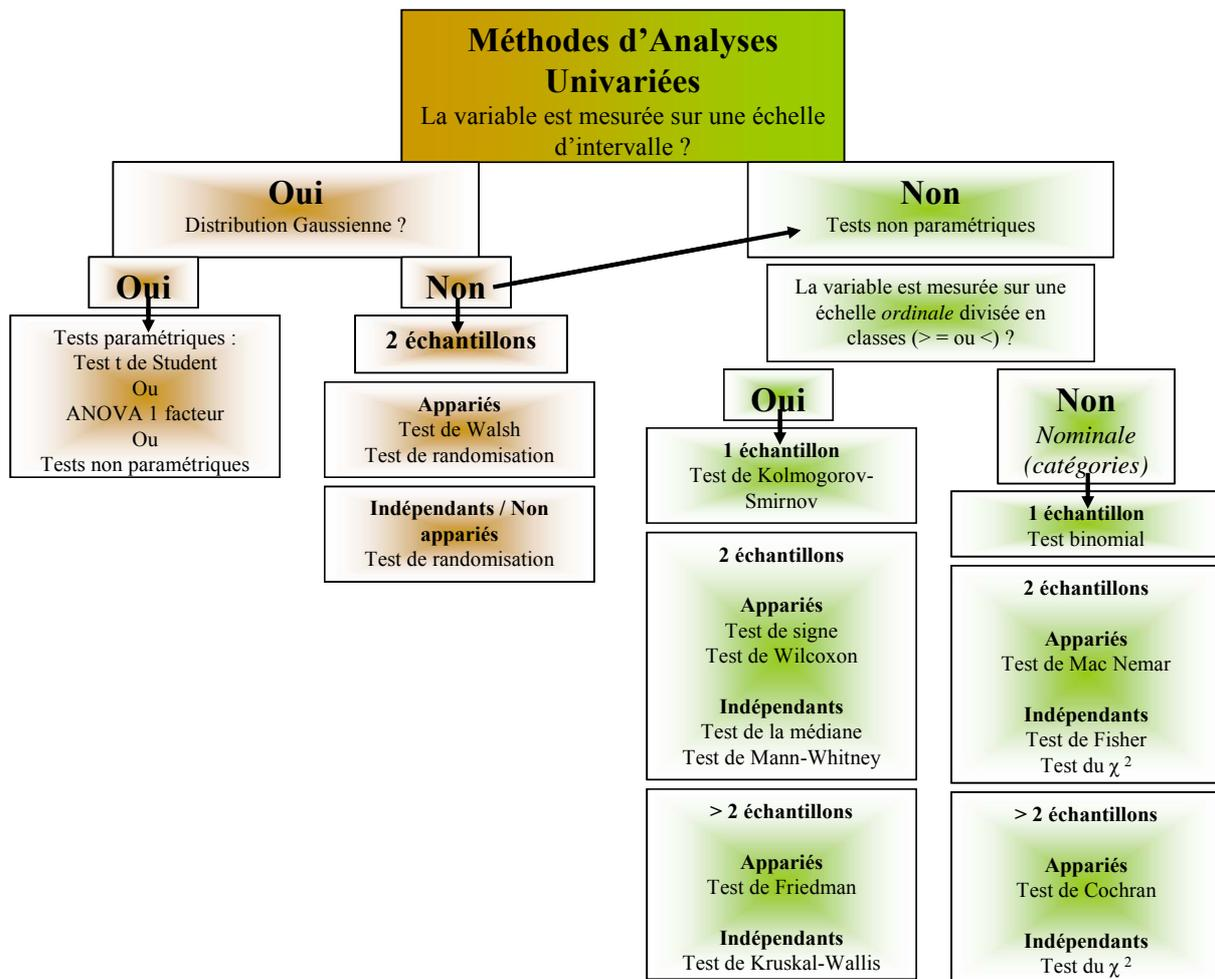 Méthodes d’Analyses
Univariées
La variable est mesurée sur une échelle
d’intervalle ?
Oui
Distribution Gaussienne ?
Non
Tests non paramétriques
Oui
Tests paramétriques :
Test t de Student
Ou
ANOVA 1 facteur
Ou
Tests non paramétriques
Non
2 échantillons
Appariés
Test de Walsh
Test de randomisation
Indépendants / Non
appariés
Test de randomisation
La variable est mesurée sur une
échelle ordinale divisée en
classes (> = ou <) ?
Oui
1 échantillon
Test de Kolmogorov-
Smirnov
2 échantillons
Appariés
Test de signe
Test de Wilcoxon
Indépendants
Test de la médiane
Test de Mann-Whitney
> 2 échantillons
Appariés
Test de Friedman
Indépendants
Test de Kruskal-Wallis
Non
Nominale
(catégories)
1 échantillon
Test binomial
2 échantillons
Appariés
Test de Mac Nemar
Indépendants
Test de Fisher
Test du χ ²
> 2 échantillons
Appariés
Test de Cochran
Indépendants
Test du χ ²